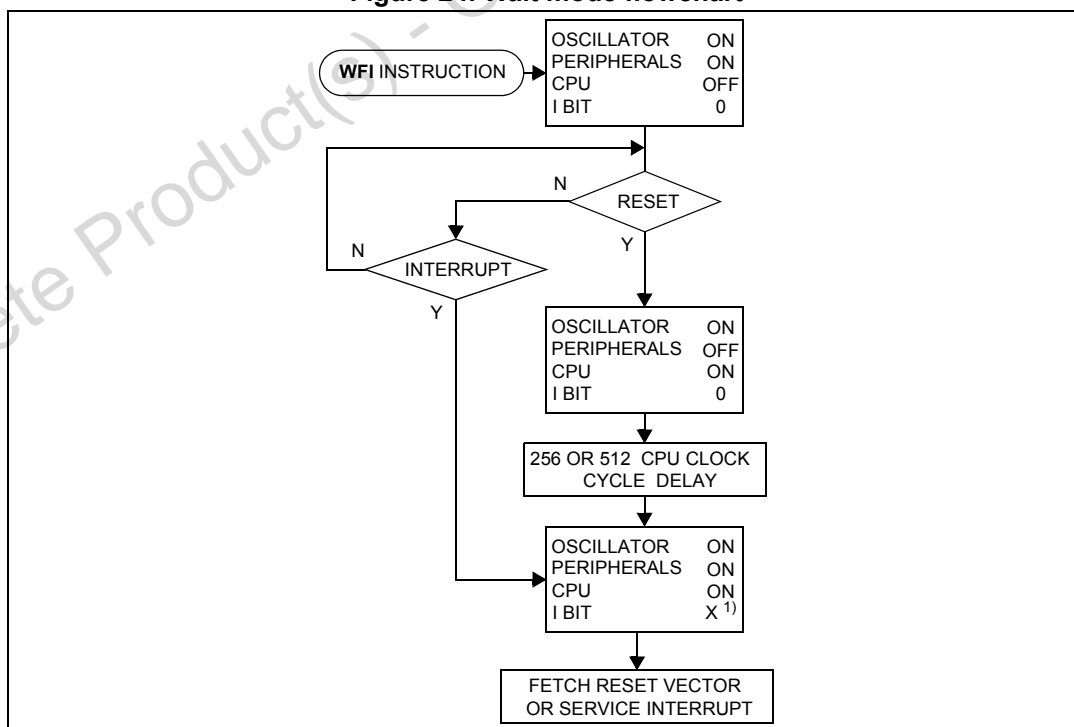 WFI INSTRUCTION
OSCILLATOR ON
PERIPHERALS ON
CPU OFF
I BIT 0
N
RESET
Y
N
INTERRUPT
Y
OSCILLATOR ON
PERIPHERALS OFF
CPU ON
I BIT 0
256 OR 512 CPU CLOCK
CYCLE DELAY
OSCILLATOR ON
PERIPHERALS ON
CPU ON
I BIT X 1)
FETCH RESET VECTOR
OR SERVICE INTERRUPT
ete Product(s) -